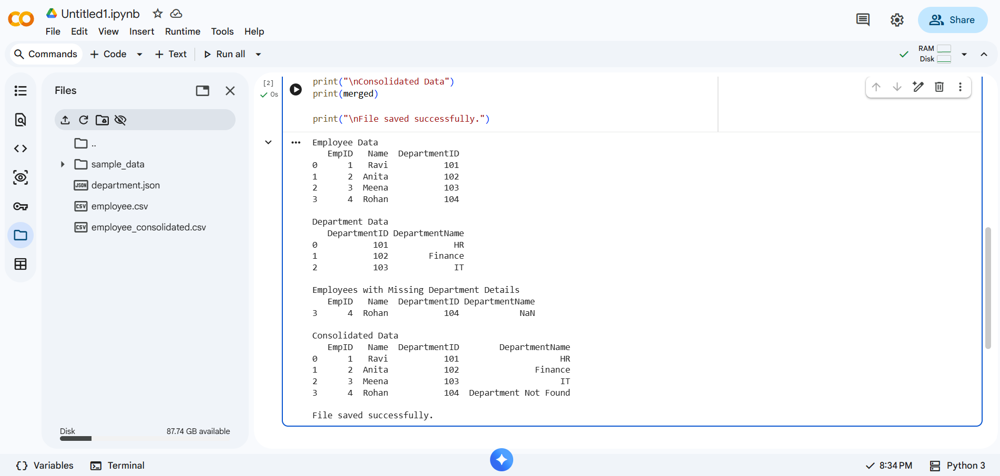 Untitled1.ipynb
File Edit View Insert Runtime Tools Help
Share
Commands + Code + Text Run all
RAM
Disk
Files
..
sample_data
JSON department.json
CSV employee.csv
CSV employee_consolidated.csv
Disk 87.74 GB available
[2]
0s
print("\nConsolidated Data")
print(merged)
print("\nFile saved successfully.")
Employee Data
EmpID Name DepartmentID
0 1 Ravi 101
1 2 Anita 102
2 3 Meena 103
3 4 Rohan 104
Department Data
DepartmentID DepartmentName
0 101 HR
1 102 Finance
2 103 IT
Employees with Missing Department Details
EmpID Name DepartmentID DepartmentName
3 4 Rohan 104 NaN
Consolidated Data
EmpID Name DepartmentID DepartmentName
0 1 Ravi 101 HR
1 2 Anita 102 Finance
2 3 Meena 103 IT
3 4 Rohan 104 Department Not Found
File saved successfully.
Variables Terminal
8:34 PM Python 3